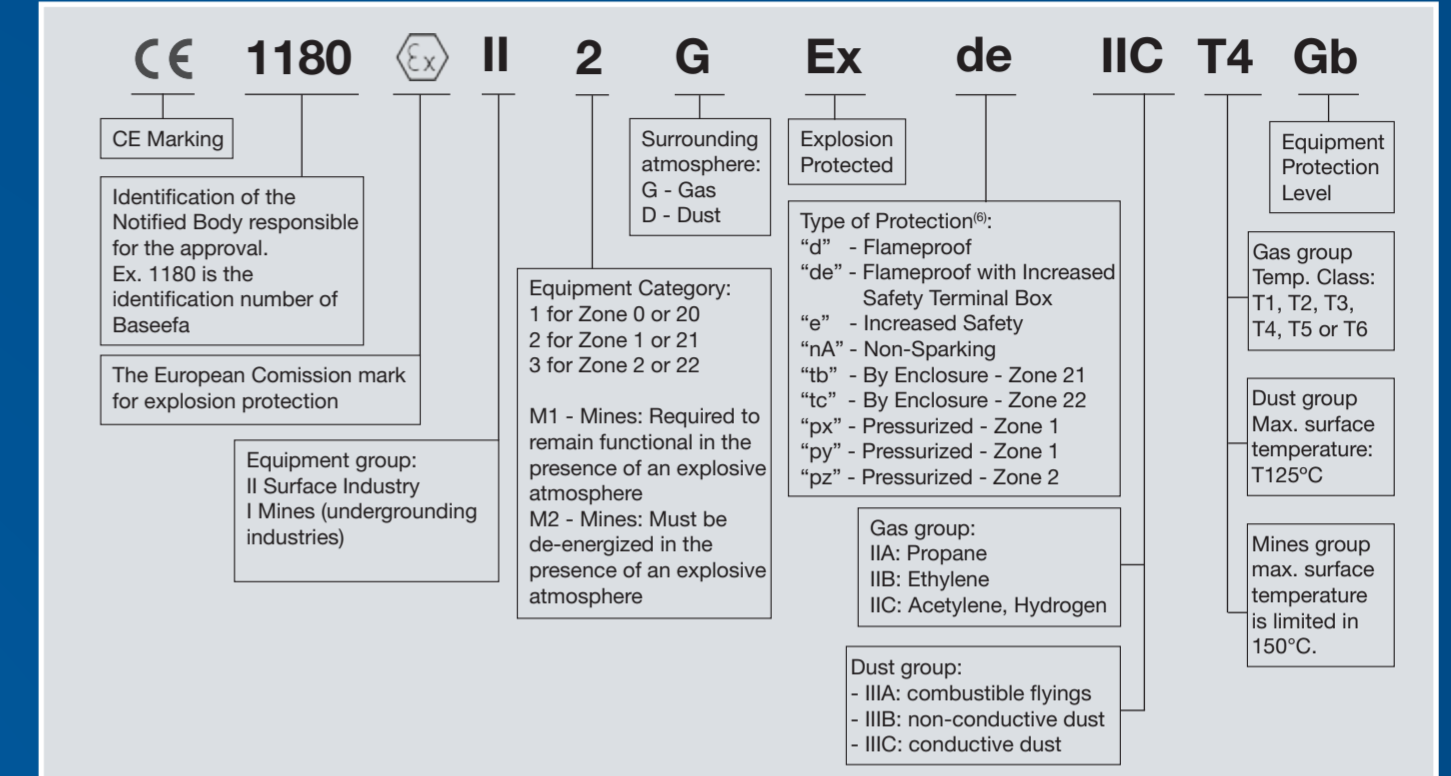 CE 1180 Ex II 2 G Ex de IIC T4 Gb
CE Marking
Identification of the
Notified Body responsible
for the approval.
Ex. 1180 is the
identification number of
Baseefa
The European Comission mark
for explosion protection
Equipment group:
II Surface Industry
I Mines (undergrounding
industries)
Equipment Category:
1 for Zone 0 or 20
2 for Zone 1 or 21
3 for Zone 2 or 22
M1 - Mines: Required to
remain functional in the
presence of an explosive
atmosphere
M2 - Mines: Must be
de-energized in the
presence of an explosive
atmosphere
Surrounding
atmosphere:
G - Gas
D - Dust
Explosion
Protected
Type of Protection(6):
“d” - Flameproof
“de” - Flameproof with Increased
Safety Terminal Box
“e” - Increased Safety
“nA” - Non-Sparking
“tb” - By Enclosure - Zone 21
“tc” - By Enclosure - Zone 22
“px” - Pressurized - Zone 1
“py” - Pressurized - Zone 1
“pz” - Pressurized - Zone 2
Gas group:
IIA: Propane
IIB: Ethylene
IIC: Acetylene, Hydrogen
Dust group:
- IIIA: combustible flyings
- IIIB: non-conductive dust
- IIIC: conductive dust
Equipment
Protection
Level
Gas group
Temp. Class:
T1, T2, T3,
T4, T5 or T6
Dust group
Max. surface
temperature:
T125ºC
Mines group
max. surface
temperature
is limited in
150°C.